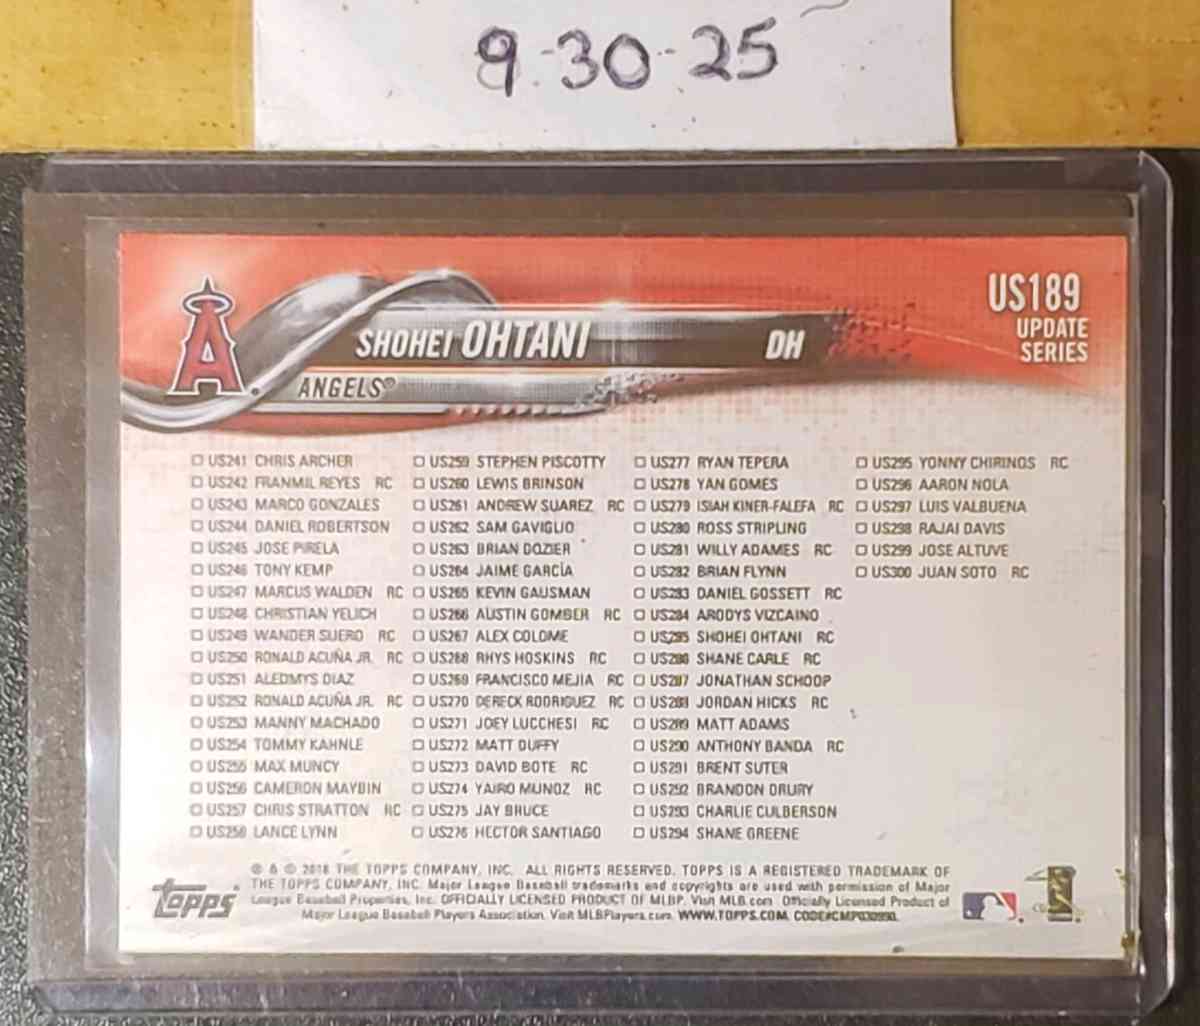 9-30-25
US189
UPDATE
SERIES
A
SHOHEI OHTANI DH
ANGELS®
US241 CHRIS ARCHER
US242 FRANMIL REYES RC
US243 MARCO GONZALES
US244 DANIEL ROBERTSON
US245 JOSE PIRELA
US246 TONY KEMP
US247 MARCUS WALDEN RC
US248 CHRISTIAN YELICH
US249 WANDER SUERO RC
US250 RONALD ACUÑA JR. RC
US251 ALEDMYS DIAZ
US252 RONALD ACUÑA JR. RC
US253 MANNY MACHADO
US254 TOMMY KAHNLE
US255 MAX MUNCY
US256 CAMERON MAYBIN
US257 CHRIS STRATTON RC
US258 LANCE LYNN
US259 STEPHEN PISCOTTY
US260 LEWIS BRINSON
US261 ANDREW SUAREZ RC
US262 SAM GAVIGLIO
US263 BRIAN DOZIER
US264 JAIME GARCÍA
US265 KEVIN GAUSMAN
US266 AUSTIN GOMBER RC
US267 ALEX COLOME
US268 RHYS HOSKINS RC
US269 FRANCISCO MEJIA RC
US270 DERECK RODRIGUEZ RC
US271 JOEY LUCCHESI RC
US272 MATT DUFFY
US273 DAVID BOTE RC
US274 YAIRO MUNOZ RC
US275 JAY BRUCE
US276 HECTOR SANTIAGO
US277 RYAN TEPERA
US278 YAN GOMES
US279 ISIAH KINER-FALEFA RC
US280 ROSS STRIPLING
US281 WILLY ADAMES RC
US282 BRIAN FLYNN
US283 DANIEL GOSSETT RC
US284 ARODYS VIZCAINO
US285 SHOHEI OHTANI RC
US286 SHANE CARLE RC
US287 JONATHAN SCHOOP
US288 JORDAN HICKS RC
US289 MATT ADAMS
US290 ANTHONY BANDA RC
US291 BRENT SUTER
US292 BRANDON DRURY
US293 CHARLIE CULBERSON
US294 SHANE GREENE
US295 YONNY CHIRINOS RC
US296 AARON NOLA
US297 LUIS VALBUENA
US298 RAJAI DAVIS
US299 JOSE ALTUVE
US300 JUAN SOTO RC
® & © 2018 THE TOPPS COMPANY, INC. ALL RIGHTS RESERVED. TOPPS IS A REGISTERED TRADEMARK OF
THE TOPPS COMPANY, INC. Major League Baseball trademarks and copyrights are used with permission of Major
League Baseball Properties, Inc. OFFICIALLY LICENSED PRODUCT OF MLBP. Visit MLB.com Officially Licensed Product of
Major League Baseball Players Association. Visit MLBPlayers.com. WWW.TOPPS.COM. CODE#CMP030990.
Topps